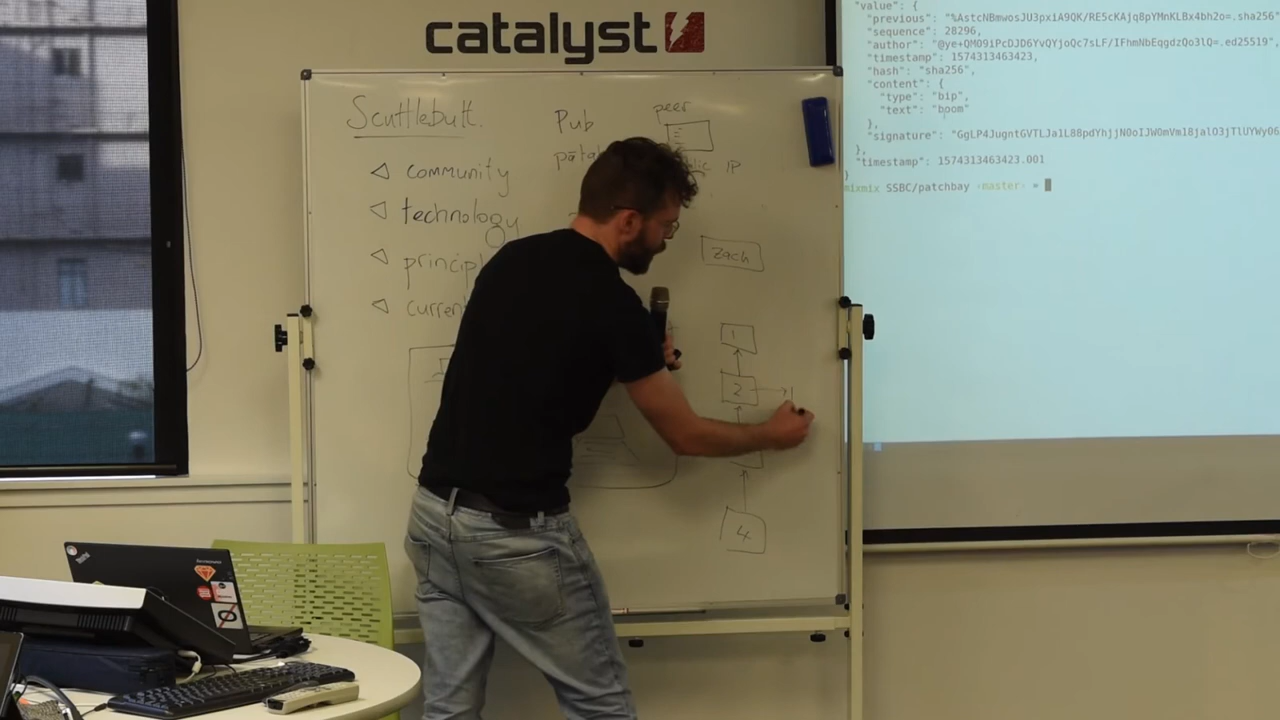 catalyst
Scuttlebutt.
community
technology
Pub
peer
IP
Zach
1
2
4
"value": {
"previous": "%AstcNBmwosJU3pxiA9QK/RE5cKAjq8pYMnKLBx4bh2o=.sha256"
"sequence": 28296,
"author": "@ye+QM09iPcDJD6YvQYjoQc7sLF/IFhmNbEqgdzQo3lQ=.ed25519",
"timestamp": 1574313463423,
"hash": "sha256",
"content": {
"type": "bip",
"text": "boom"
},
"signature":
},
"timestamp": 1574313463423.001
}
mixmix SSBC/patchbay ‹master› =